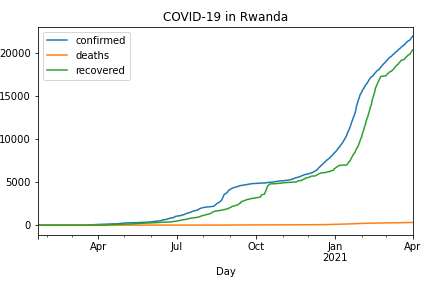 COVID-19 in Rwanda
confirmed
deaths
recovered
20000
15000
10000
5000
0
Apr Jul Oct Jan Apr
2021
Day